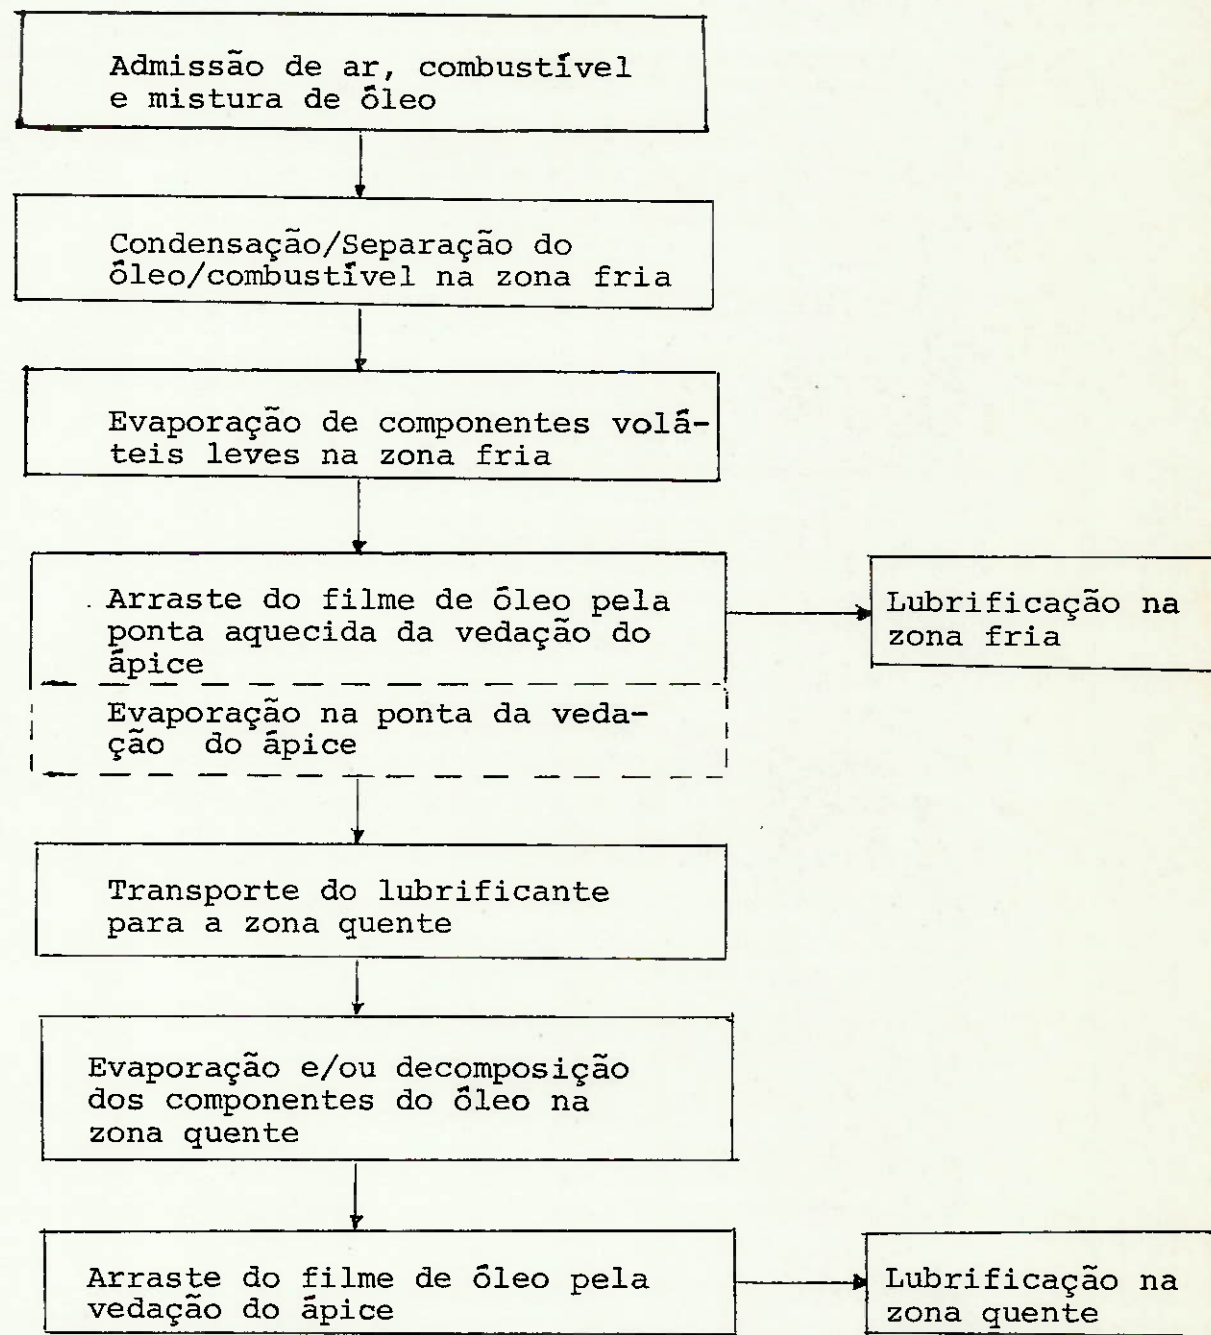 Admissão de ar, combustível
e mistura de óleo
Condensação/Separação do
óleo/combustível na zona fria
Evaporação de componentes volá-
teis leves na zona fria
Arraste do filme de óleo pela
ponta aquecida da vedação do
ápice
Lubrificação na
zona fria
Evaporação na ponta da veda-
ção do ápice
Transporte do lubrificante
para a zona quente
Evaporação e/ou decomposição
dos componentes do óleo na
zona quente
Arraste do filme de óleo pela
vedação do ápice
Lubrificação na
zona quente